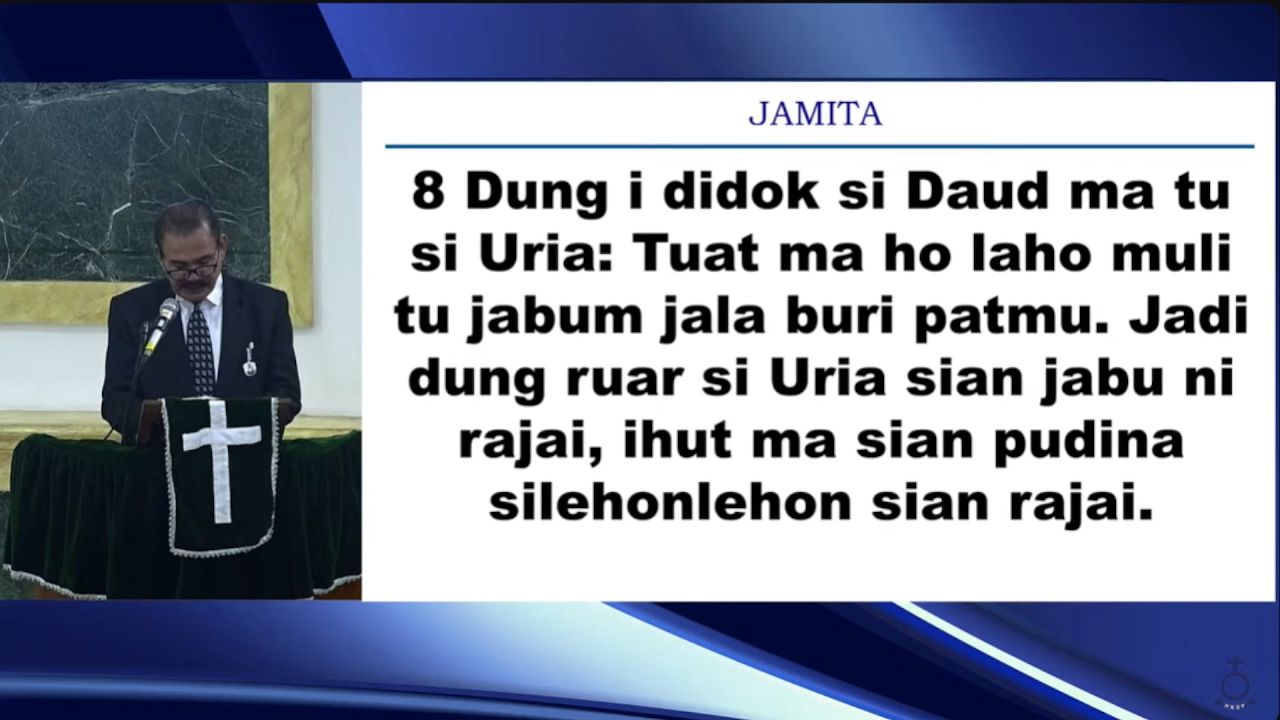 JAMITA
8 Dung i didok si Daud ma tu
si Uria: Tuat ma ho laho muli
tu jabum jala buri patmu. Jadi
dung ruar si Uria sian jabu ni
rajai, ihut ma sian pudina
silehonlehon sian rajai.
HKBP